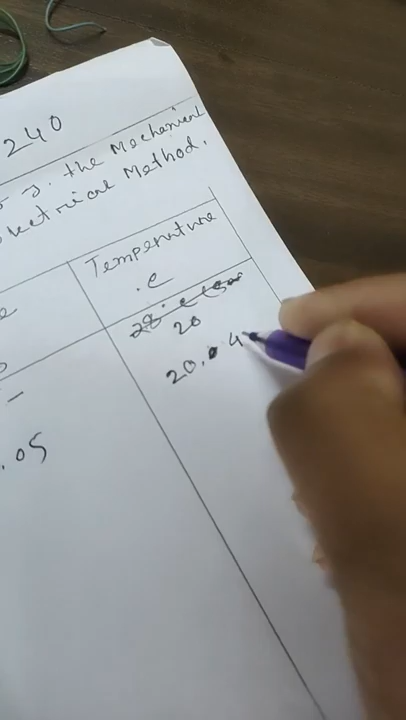 240
J. the Mechanical
Electrical Method.
Temperature
.c
20
- 20.04
.05